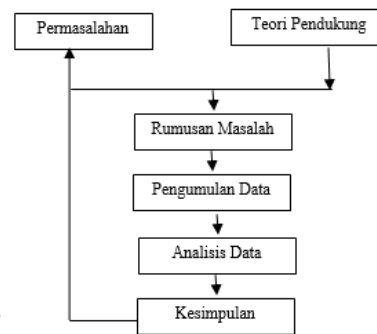 Permasalahan
Teori Pendukung
Rumusan Masalah
Pengumulan Data
Analisis Data
Kesimpulan